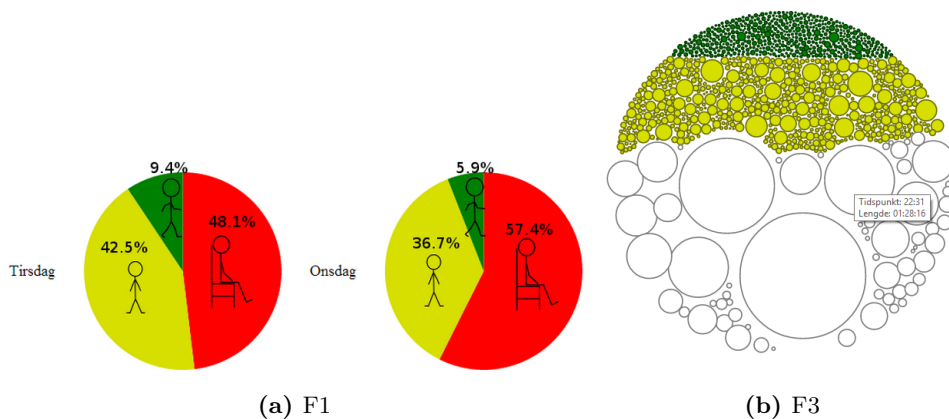 9.4%
48.1%
42.5%
Tirsdag
5.9%
57.4%
36.7%
Onsdag
Tidspunkt: 22:31
Lengde: 01:28:16
(a) F1
(b) F3